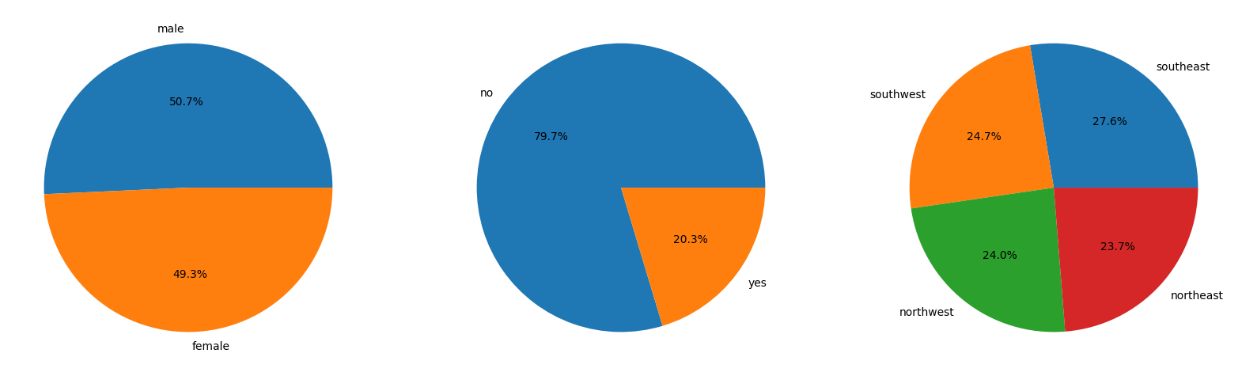 male
50.7%
49.3%
female
no
79.7%
20.3%
yes
southeast
southwest
27.6%
24.7%
24.0%
23.7%
northeast
northwest